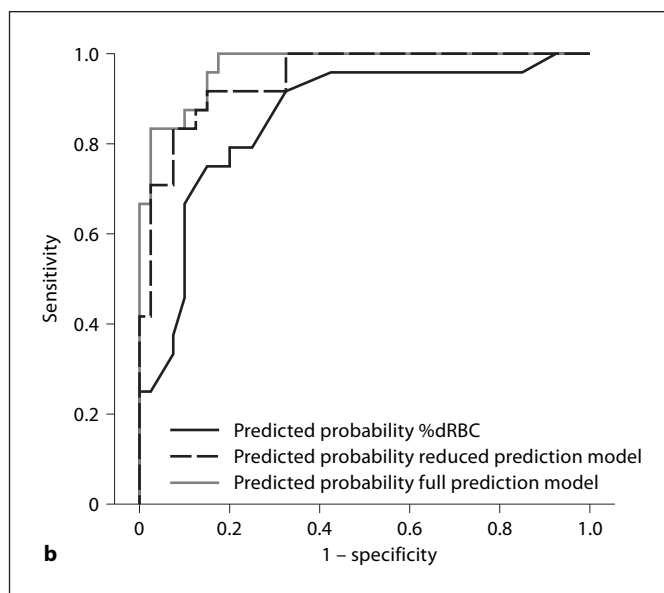 1.0
0.8
0.6
0.4
0.2
0
Sensitivity
Predicted probability %dRBC
Predicted probability reduced prediction model
Predicted probability full prediction model
0 0.2 0.4 0.6 0.8 1.0
1 – specificity
b